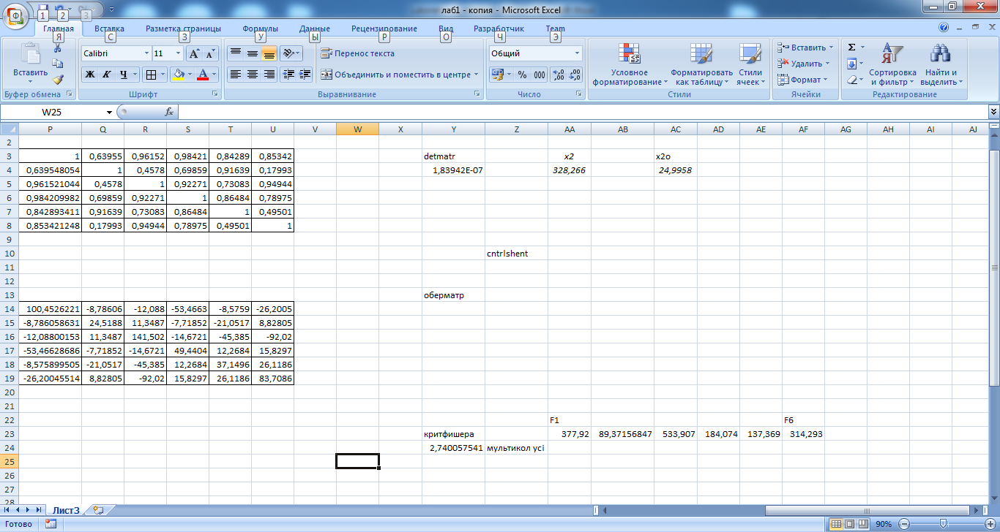 лаб1 - копия - Microsoft Excel
Ф 1 2 3
Главная Вставка Разметка страницы Формулы Данные Рецензирование Вид Разработчик Team
Я С З У Ы Р О Ч Э
Вставить
Calibri 11
Ж К Ч
Перенос текста
Объединить и поместить в центре
Общий
% 000
Условное форматирование
Форматировать как таблицу
Стили ячеек
Вставить
Удалить
Формат
Σ
Сортировка и фильтр
Найти и выделить
Буфер обмена Шрифт Выравнивание Число Стили Ячейки Редактирование
W25 fx
P Q R S T U V W X Y Z AA AB AC AD AE AF AG AH AI AJ
2
3 1 0,63955 0,96152 0,98421 0,84289 0,85342 detmatr x2 x2o
4 0,639548054 1 0,4578 0,69859 0,91639 0,17993 1,83942E-07 328,266 24,9958
5 0,961521044 0,4578 1 0,92271 0,73083 0,94944
6 0,984209982 0,69859 0,92271 1 0,86484 0,78975
7 0,842893411 0,91639 0,73083 0,86484 1 0,49501
8 0,853421248 0,17993 0,94944 0,78975 0,49501 1
9
10 cntrlshent
11
12
13 оберматр
14 100,4526221 -8,78606 -12,088 -53,4663 -8,5759 -26,2005
15 -8,786058631 24,5188 11,3487 -7,71852 -21,0517 8,82805
16 -12,08800153 11,3487 141,502 -14,6721 -45,385 -92,02
17 -53,46628686 -7,71852 -14,6721 49,4404 12,2684 15,8297
18 -8,575899505 -21,0517 -45,385 12,2684 37,1496 26,1186
19 -26,20045514 8,82805 -92,02 15,8297 26,1186 83,7086
20
21
22 F1 F6
23 критфишера 377,92 89,37156847 533,907 184,074 137,369 314,293
24 2,740057541 мультикол усі
25
26
27
28
Лист3
Готово 90%